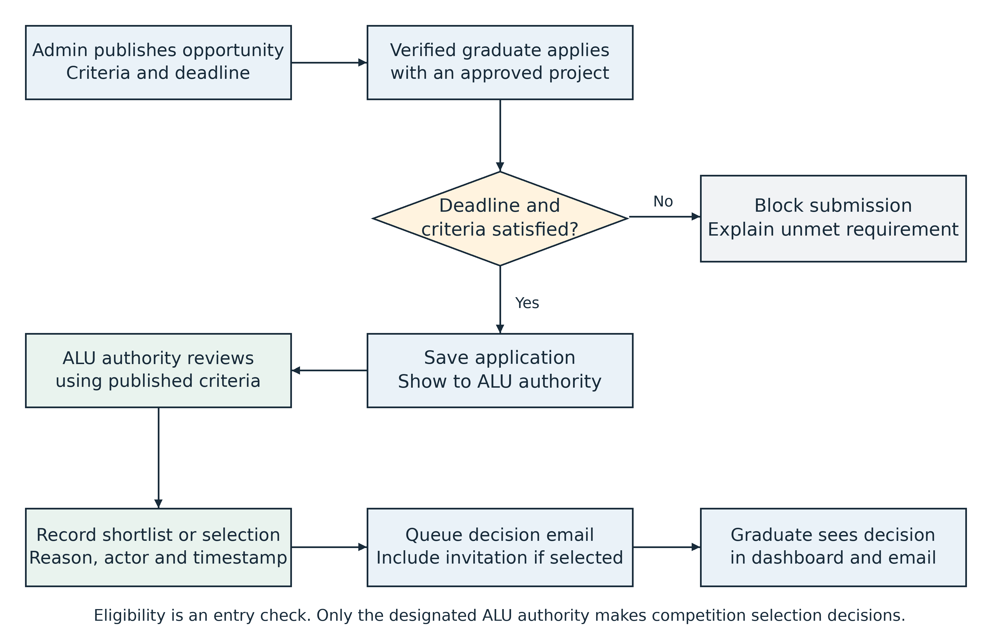 Admin publishes opportunity
Criteria and deadline
Verified graduate applies
with an approved project
Deadline and
criteria satisfied?
No
Block submission
Explain unmet requirement
Yes
ALU authority reviews
using published criteria
Save application
Show to ALU authority
Record shortlist or selection
Reason, actor and timestamp
Queue decision email
Include invitation if selected
Graduate sees decision
in dashboard and email
Eligibility is an entry check. Only the designated ALU authority makes competition selection decisions.